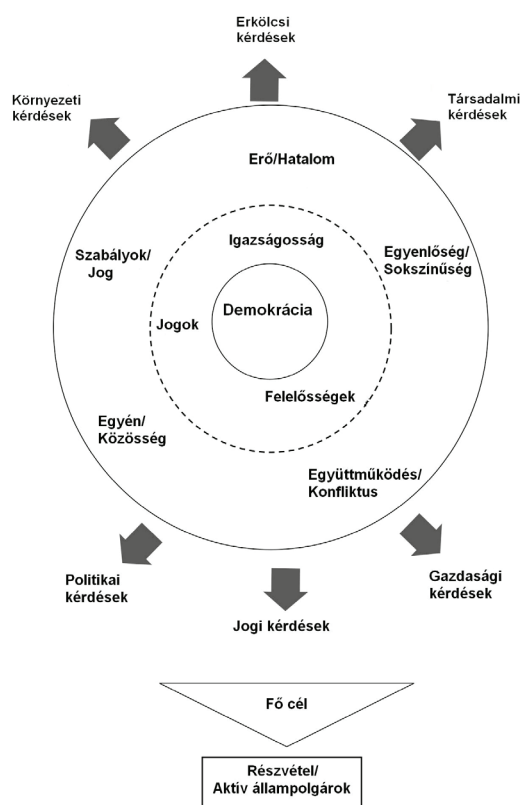 Erkölcsi
kérdések
Környezeti
kérdések
Társadalmi
kérdések
Erő/Hatalom
Igazságosság
Szabályok/
Jog
Egyenlőség/
Sokszínűség
Demokrácia
Jogok
Felelősségek
Egyén/
Közösség
Együttműködés/
Konfliktus
Politikai
kérdések
Gazdasági
kérdések
Jogi kérdések
Fő cél
Részvétel/
Aktív állampolgárok